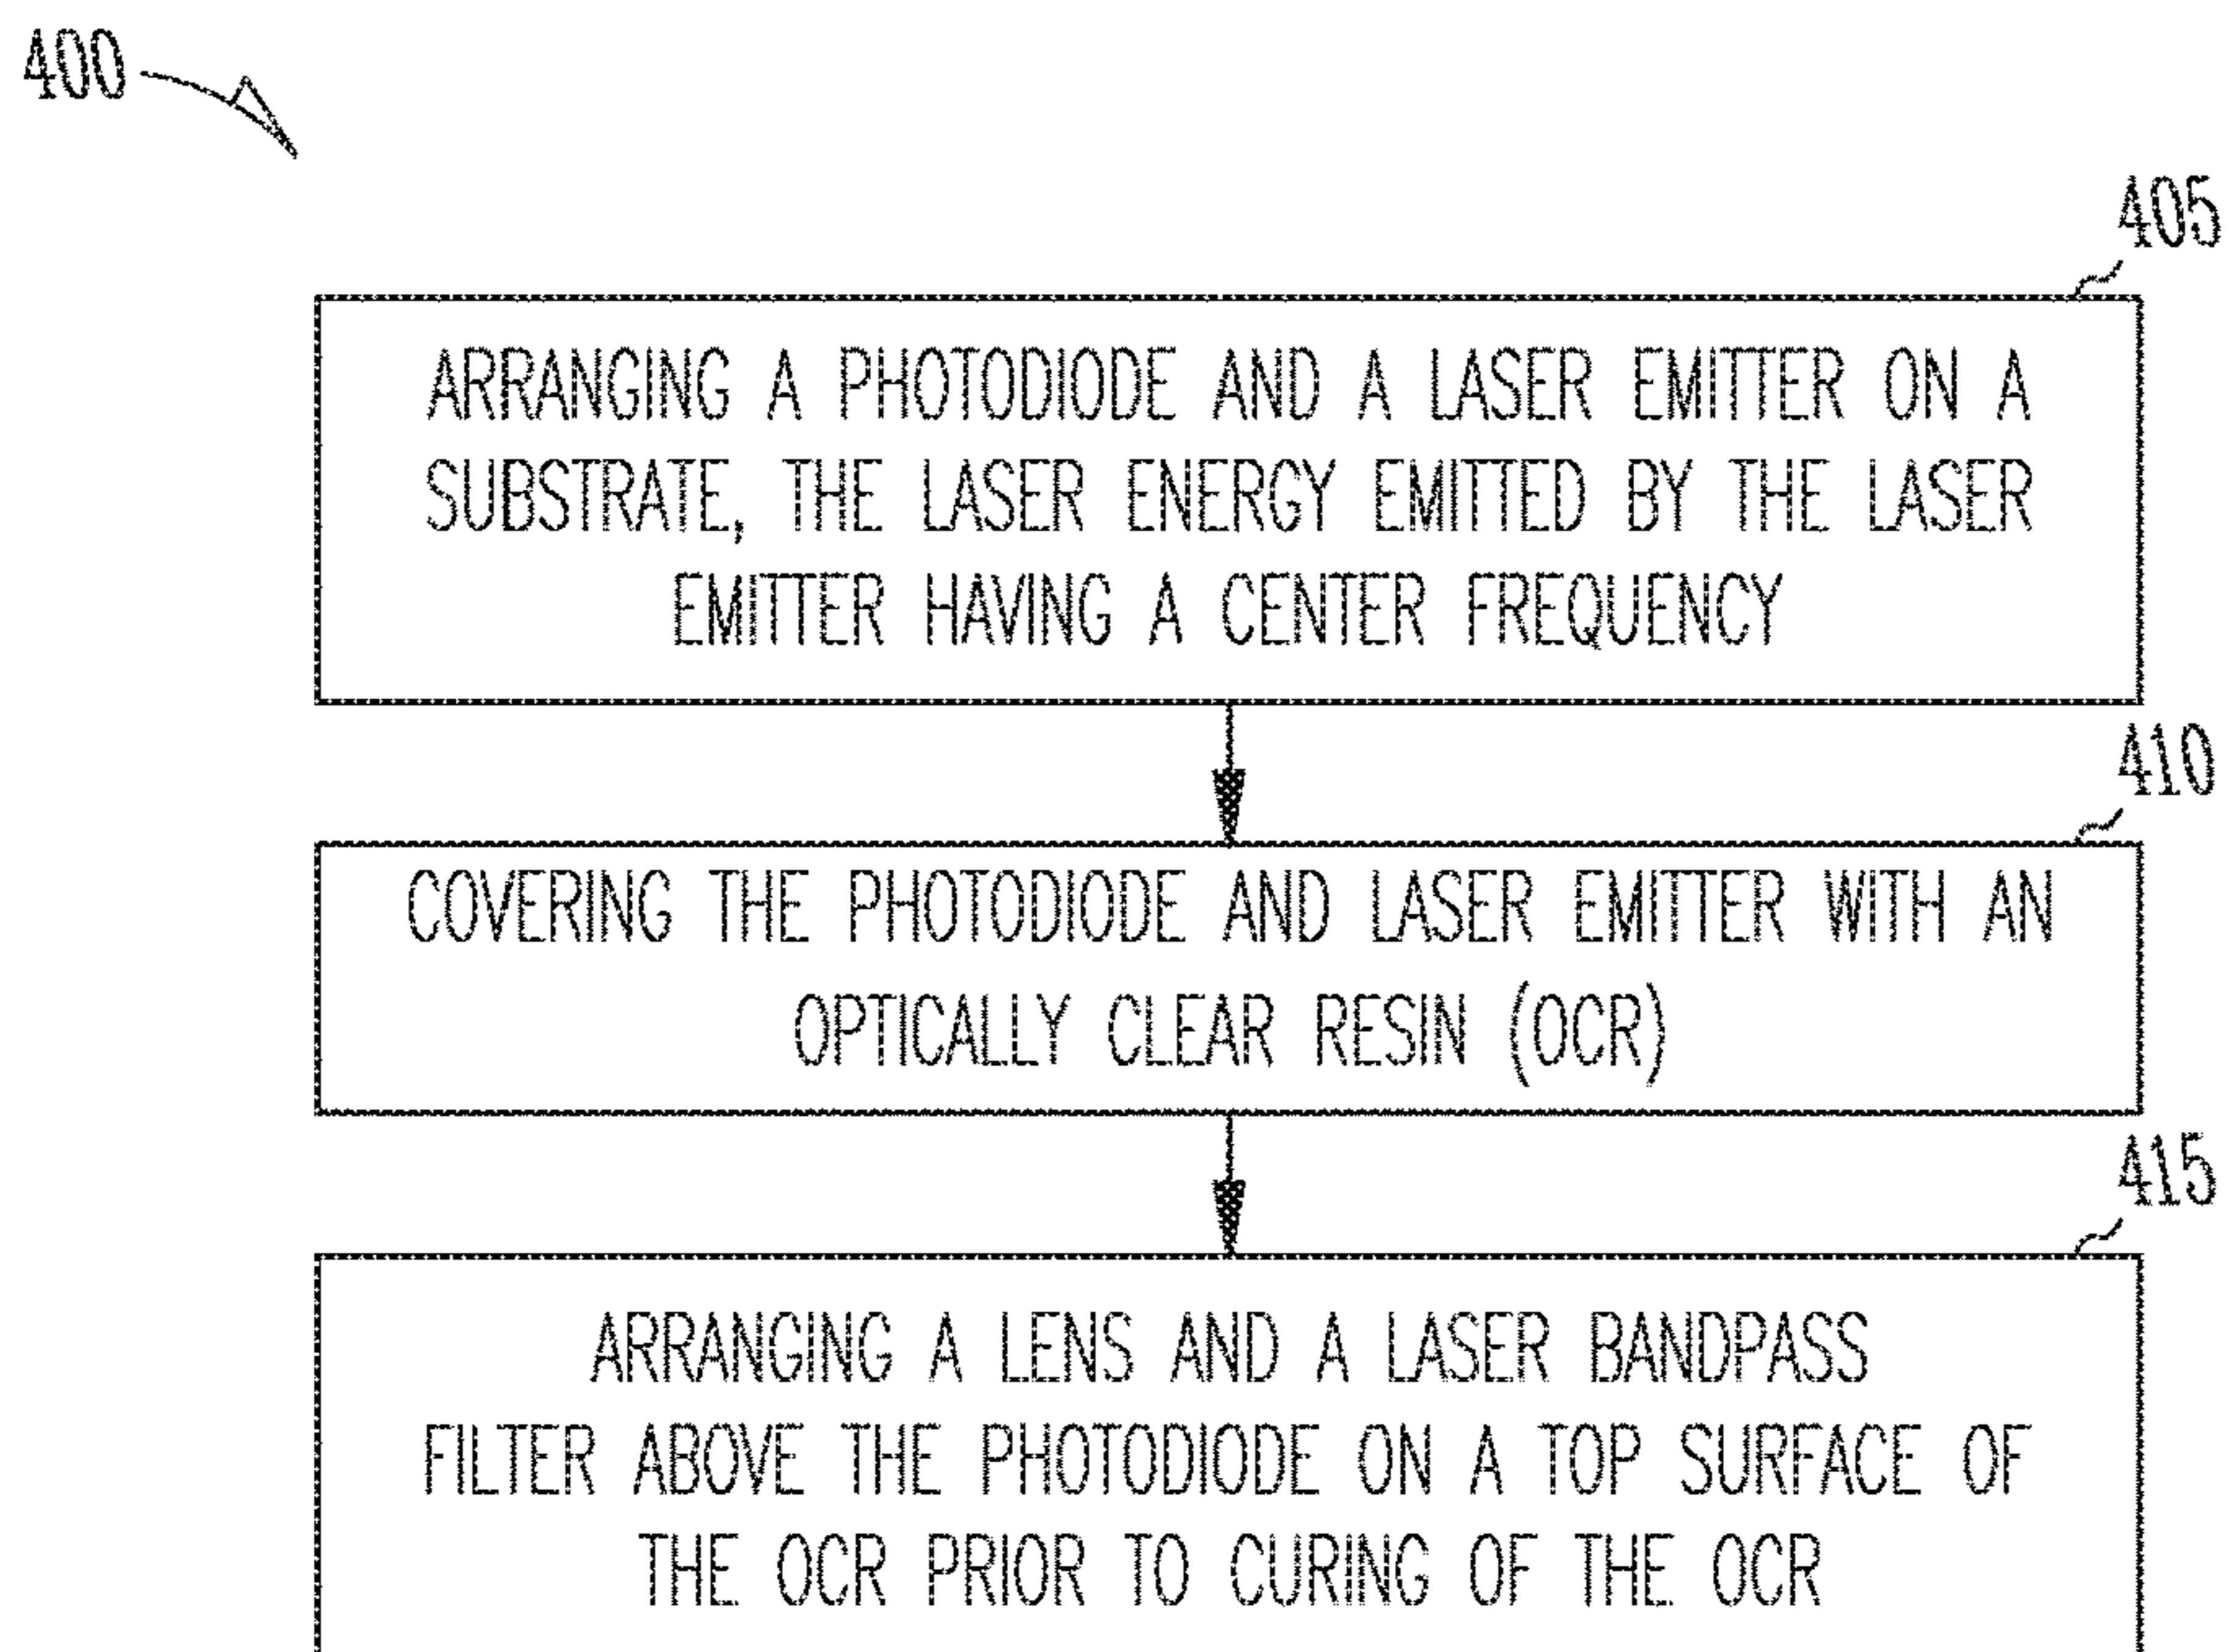 400
405
ARRANGING A PHOTODIODE AND A LASER EMITTER ON A
SUBSTRATE, THE LASER ENERGY EMITTED BY THE LASER
EMITTER HAVING A CENTER FREQUENCY
410
COVERING THE PHOTODIODE AND LASER EMITTER WITH AN
OPTICALLY CLEAR RESIN (OCR)
415
ARRANGING A LENS AND A LASER BANDPASS
FILTER ABOVE THE PHOTODIODE ON A TOP SURFACE OF
THE OCR PRIOR TO CURING OF THE OCR